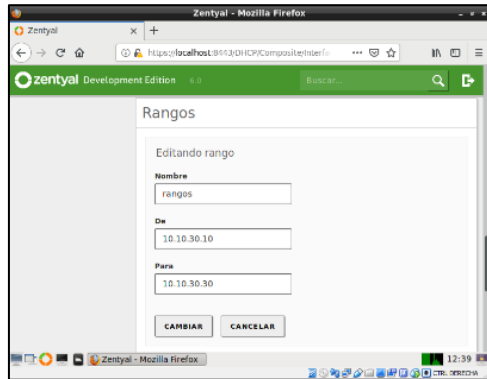 Zentyal - Mozilla Firefox
Zentyal
https://localhost:8443/DHCP/Composite/Interfa
zentyal Development Edition 6.0
Buscar...
Rangos
Editando rango
Nombre
rangos
De
10.10.30.10
Para
10.10.30.30
CAMBIAR CANCELAR
Zentyal - Mozilla Firefox
12:39
CTRL DERECHA